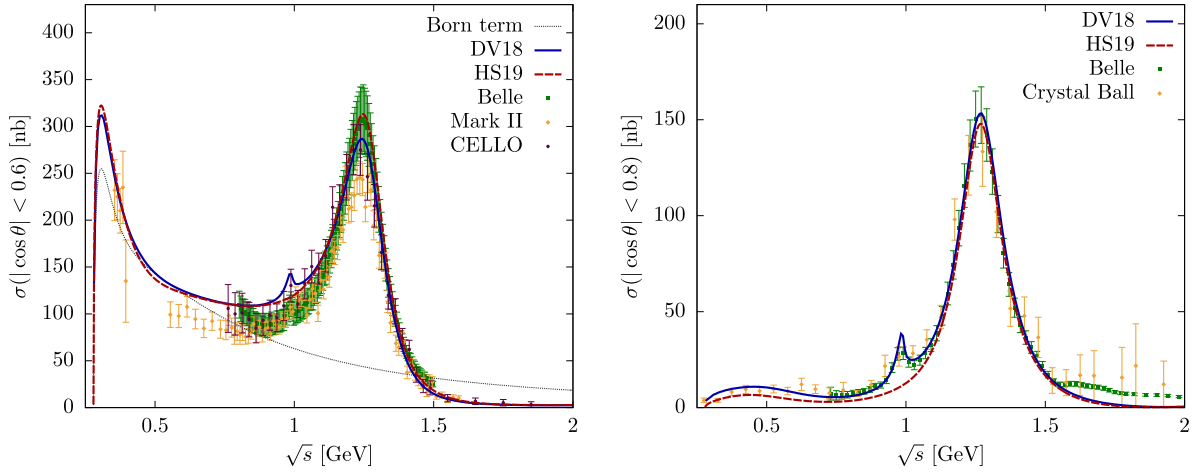 400
350
300
250
200
150
100
50
0
σ(| cos θ| < 0.6) [nb]
Born term
DV18
HS19
Belle
Mark II
CELLO
0.5
1
1.5
2
√s [GeV]
200
150
100
50
0
σ(| cos θ| < 0.8) [nb]
DV18
HS19
Belle
Crystal Ball
0.5
1
1.5
2
√s [GeV]